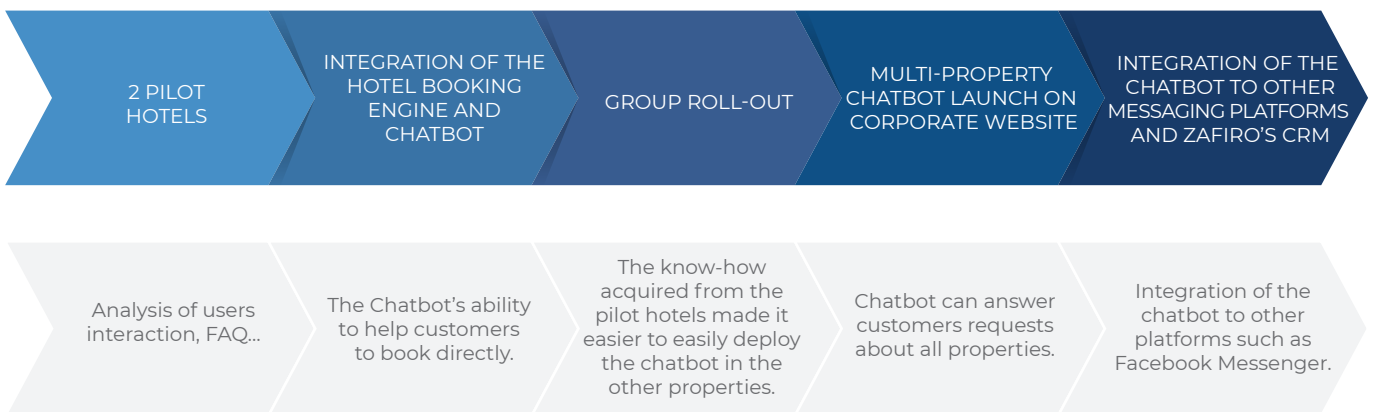 2 PILOT
HOTELS
INTEGRATION OF THE
HOTEL BOOKING
ENGINE AND
CHATBOT
GROUP ROLL-OUT
MULTI-PROPERTY
CHATBOT LAUNCH ON
CORPORATE WEBSITE
INTEGRATION OF THE
CHATBOT TO OTHER
MESSAGING PLATFORMS
AND ZAFIRO'S CRM
Analysis of users
interaction, FAQ...
The Chatbot's ability
to help customers
to book directly.
The know-how
acquired from the
pilot hotels made it
easier to easily deploy
the chatbot in the
other properties.
Chatbot can answer
customers requests
about all properties.
Integration of the
chatbot to other
platforms such as
Facebook Messenger.